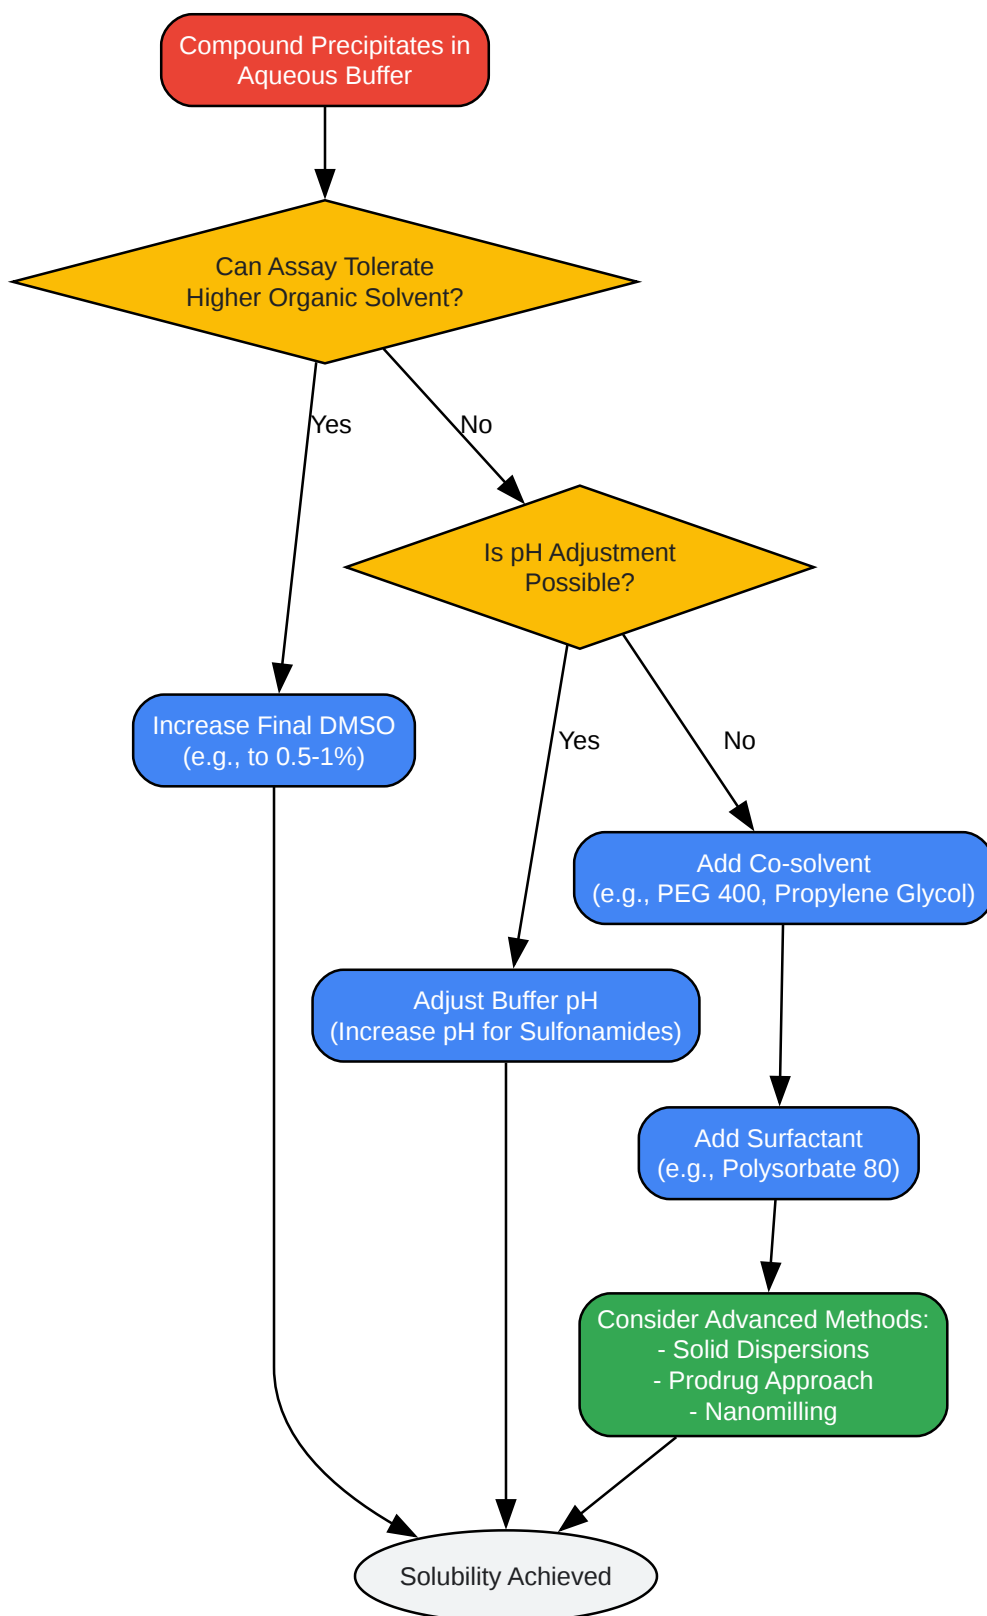 Compound Precipitates in
Aqueous Buffer
Can Assay Tolerate
Higher Organic Solvent?
Yes
No
Is pH Adjustment
Possible?
Increase Final DMSO
(e.g., to 0.5-1%)
Yes
No
Add Co-solvent
(e.g., PEG 400, Propylene Glycol)
Adjust Buffer pH
(Increase pH for Sulfonamides)
Add Surfactant
(e.g., Polysorbate 80)
Consider Advanced Methods:
- Solid Dispersions
- Prodrug Approach
- Nanomilling
Solubility Achieved